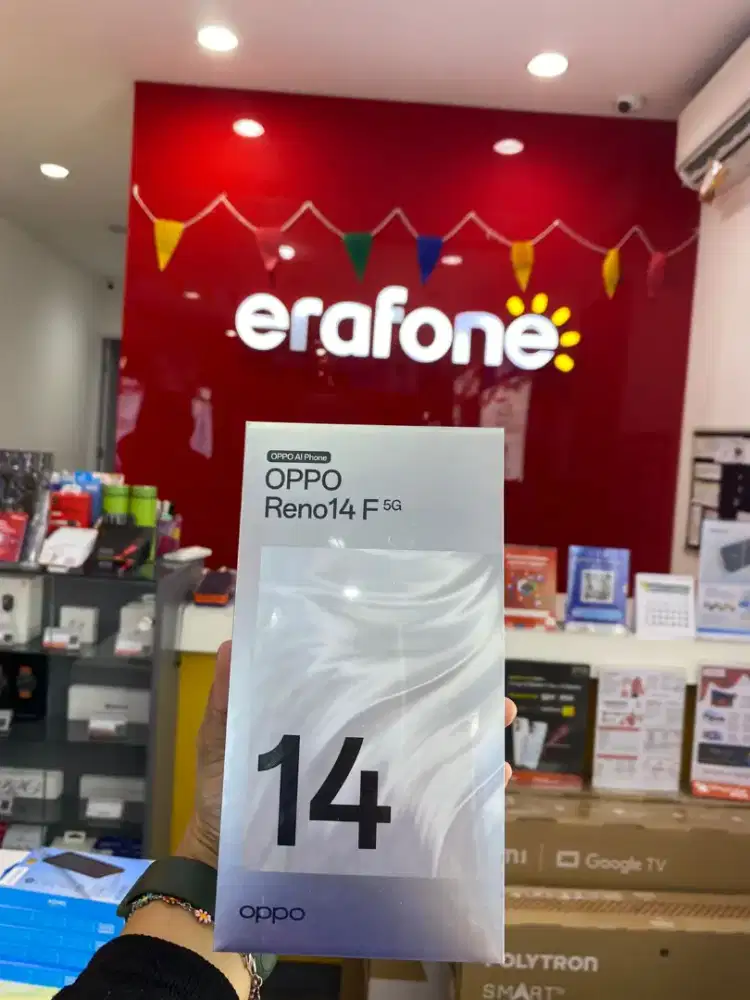 erafone
OPPO AI Phone
OPPO
Reno14 F 5G
14
oppo
Google TV
POLYTRON
SMART